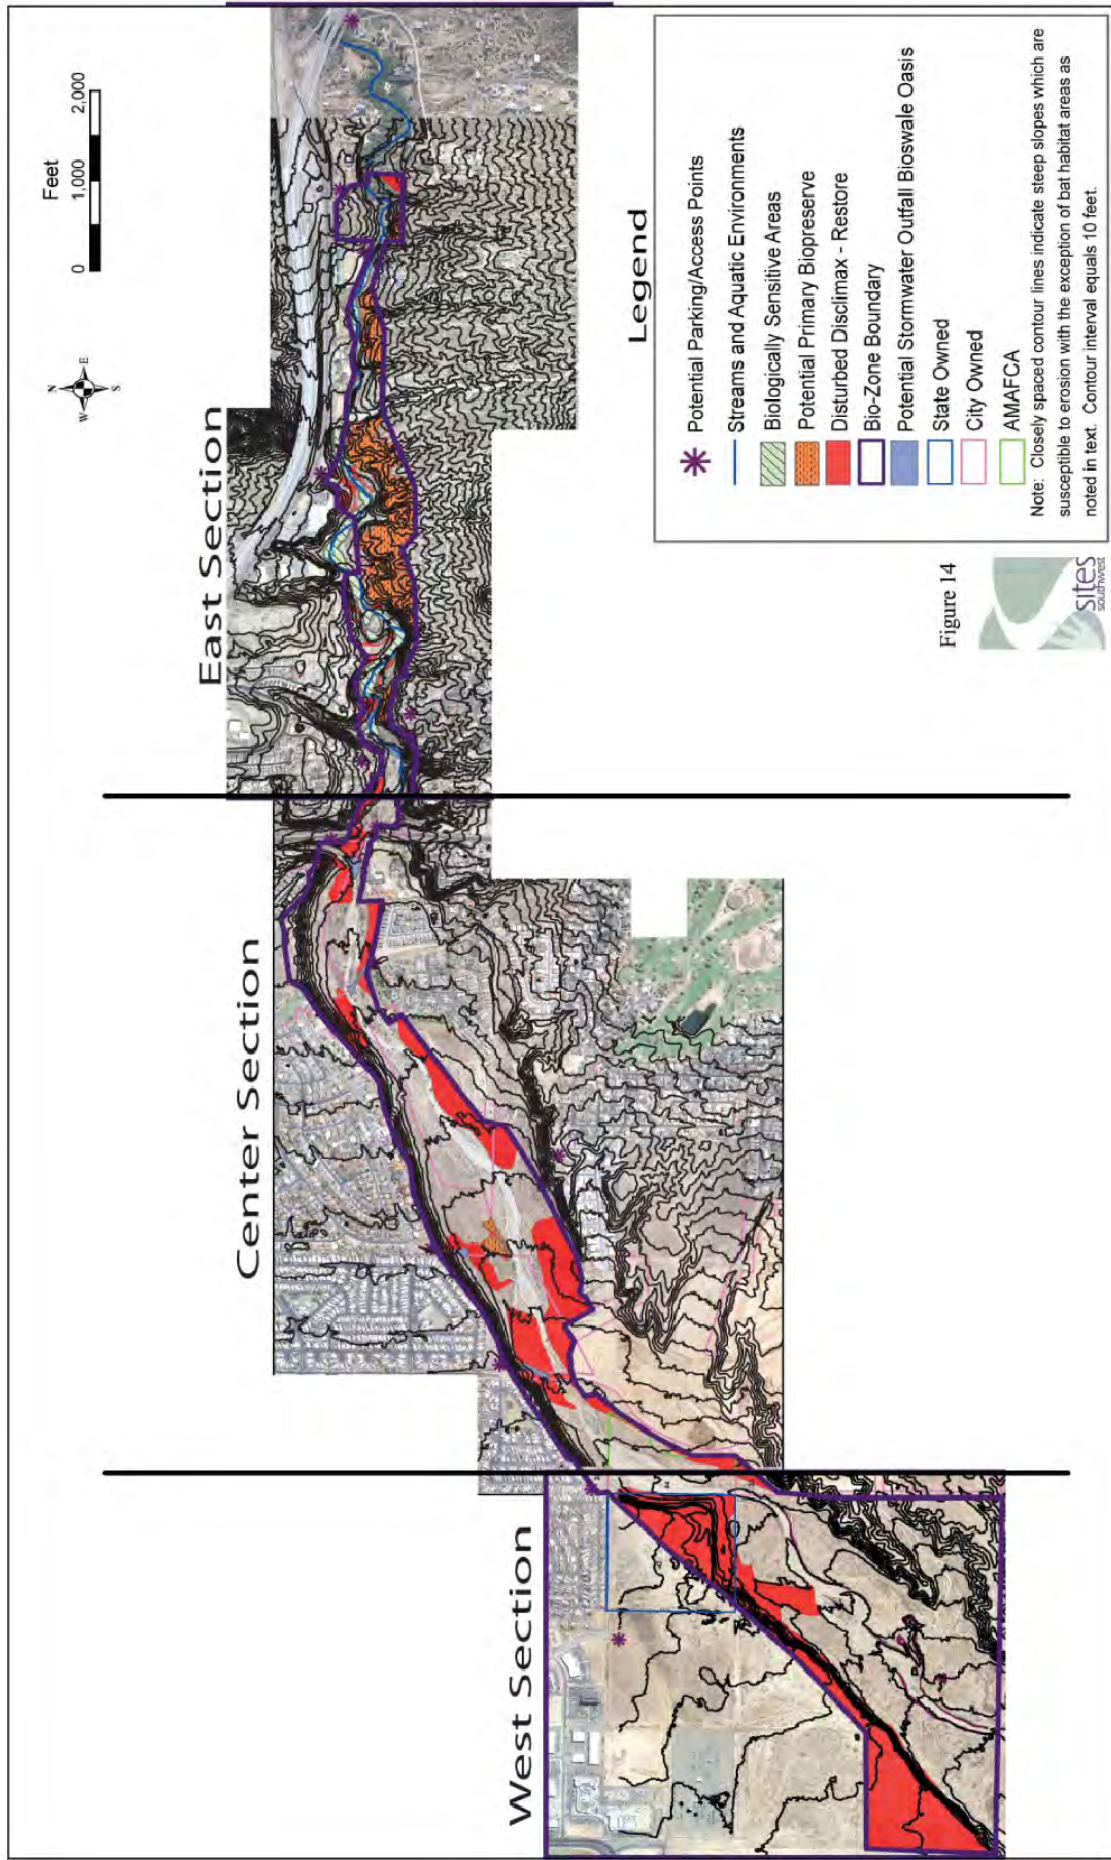 West Section
Center Section
East Section
N
W
E
S
Feet
0
1,000
2,000
Legend
Potential Parking/Access Points
Streams and Aquatic Environments
Biologically Sensitive Areas
Potential Primary Biopreserve
Disturbed Disclimax - Restore
Bio-Zone Boundary
Potential Stormwater Outfall Bioswale Oasis
State Owned
City Owned
AMAFCA
Note: Closely spaced contour lines indicate steep slopes which are
susceptible to erosion with the exception of bat habitat areas as
noted in text. Contour interval equals 10 feet.
Figure 14
sites
southwest